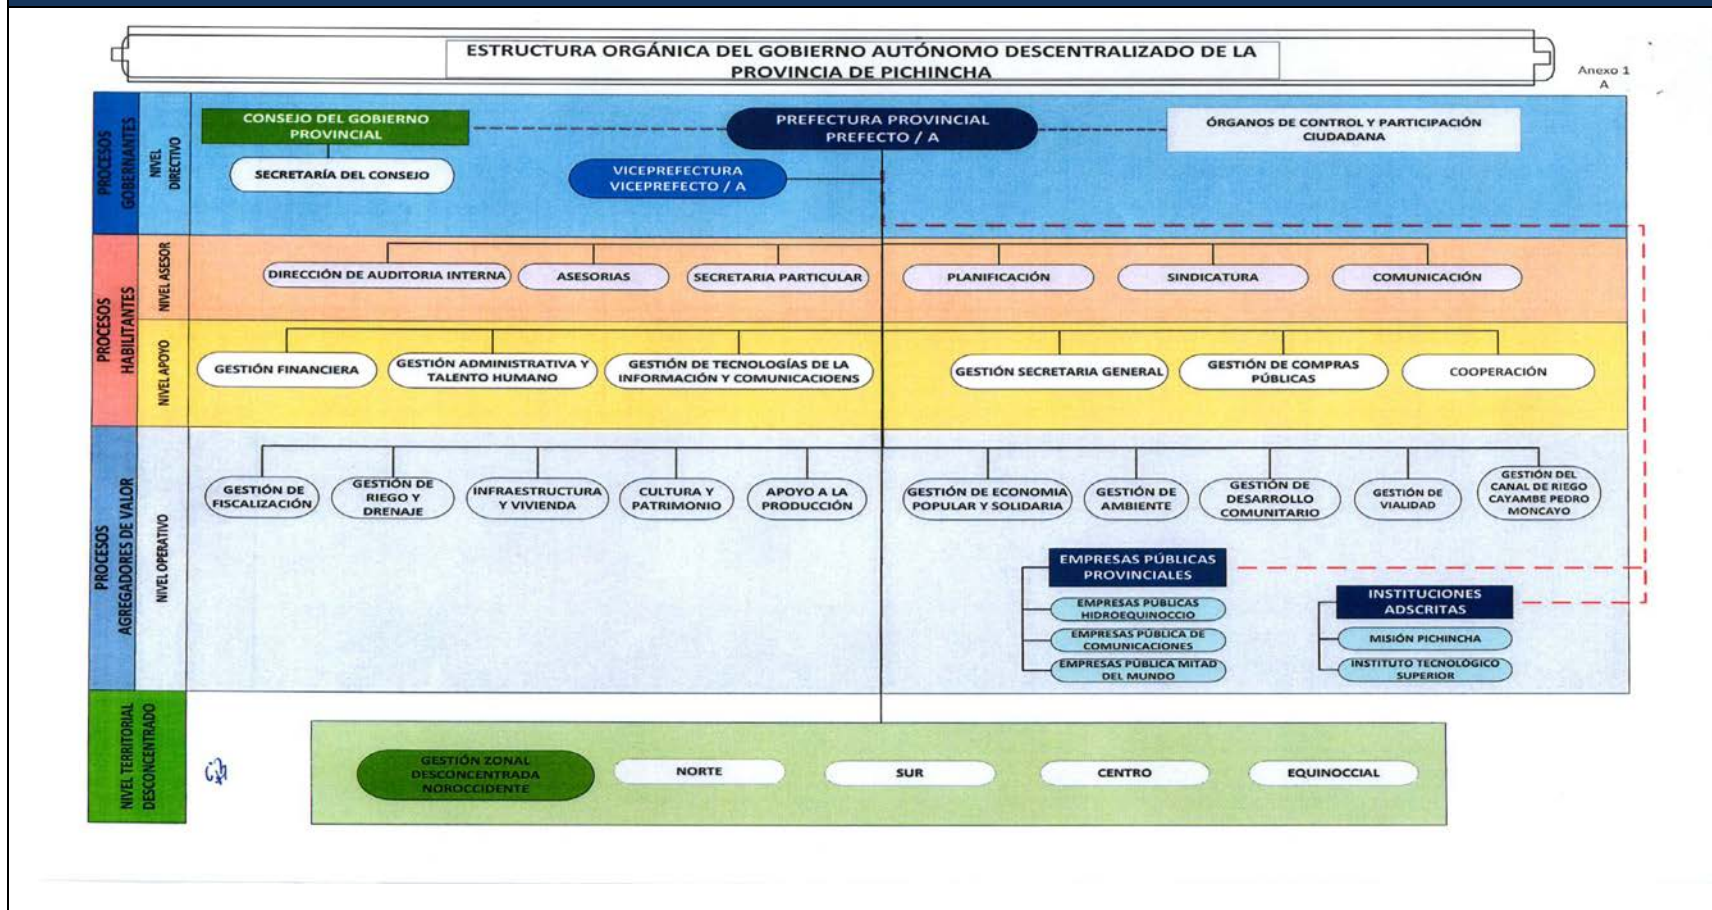 ESTRUCTURA ORGÁNICA DEL GOBIERNO AUTÓNOMO DESCENTRALIZADO DE LA
PROVINCIA DE PICHINCHA
Anexo 1
A
PROCESOS
GOBERNANTES
NIVEL
DIRECTIVO
CONSEJO DEL GOBIERNO
PROVINCIAL
PREFECTURA PROVINCIAL
PREFECTO / A
ÓRGANOS DE CONTROL Y PARTICIPACIÓN
CIUDADANA
SECRETARÍA DEL CONSEJO
VICEPREFECTURA
VICEPREFECTO / A
PROCESOS
HABILITANTES
NIVEL ASESOR
DIRECCIÓN DE AUDITORIA INTERNA
ASESORIAS
SECRETARIA PARTICULAR
PLANIFICACIÓN
SINDICATURA
COMUNICACIÓN
NIVEL APOYO
GESTIÓN FINANCIERA
GESTIÓN ADMINISTRATIVA Y
TALENTO HUMANO
GESTIÓN DE TECNOLOGÍAS DE LA
INFORMACIÓN Y COMUNICACIOENS
GESTIÓN SECRETARIA GENERAL
GESTIÓN DE COMPRAS
PÚBLICAS
COOPERACIÓN
PROCESOS
AGREGADORES DE VALOR
NIVEL OPERATIVO
GESTIÓN DE
FISCALIZACIÓN
GESTIÓN DE
RIEGO Y
DRENAJE
INFRAESTRUCTURA
Y VIVIENDA
CULTURA Y
PATRIMONIO
APOYO A LA
PRODUCCIÓN
GESTIÓN DE ECONOMIA
POPULAR Y SOLIDARIA
GESTIÓN DE
AMBIENTE
GESTIÓN DE
DESARROLLO
COMUNITARIO
GESTIÓN DE
VIALIDAD
GESTIÓN DEL
CANAL DE RIEGO
CAYAMBE PEDRO
MONCAYO
EMPRESAS PÚBLICAS
PROVINCIALES
EMPRESAS PÚBLICAS
HIDROEQUINOCCIO
EMPRESAS PÚBLICA DE
COMUNICACIONES
EMPRESAS PÚBLICA MITAD
DEL MUNDO
INSTITUCIONES
ADSCRITAS
MISIÓN PICHINCHA
INSTITUTO TECNOLÓGICO
SUPERIOR
NIVEL TERRITORIAL
DESCONCENTRADO
GESTIÓN ZONAL
DESCONCENTRADA
NOROCCIDENTE
NORTE
SUR
CENTRO
EQUINOCCIAL